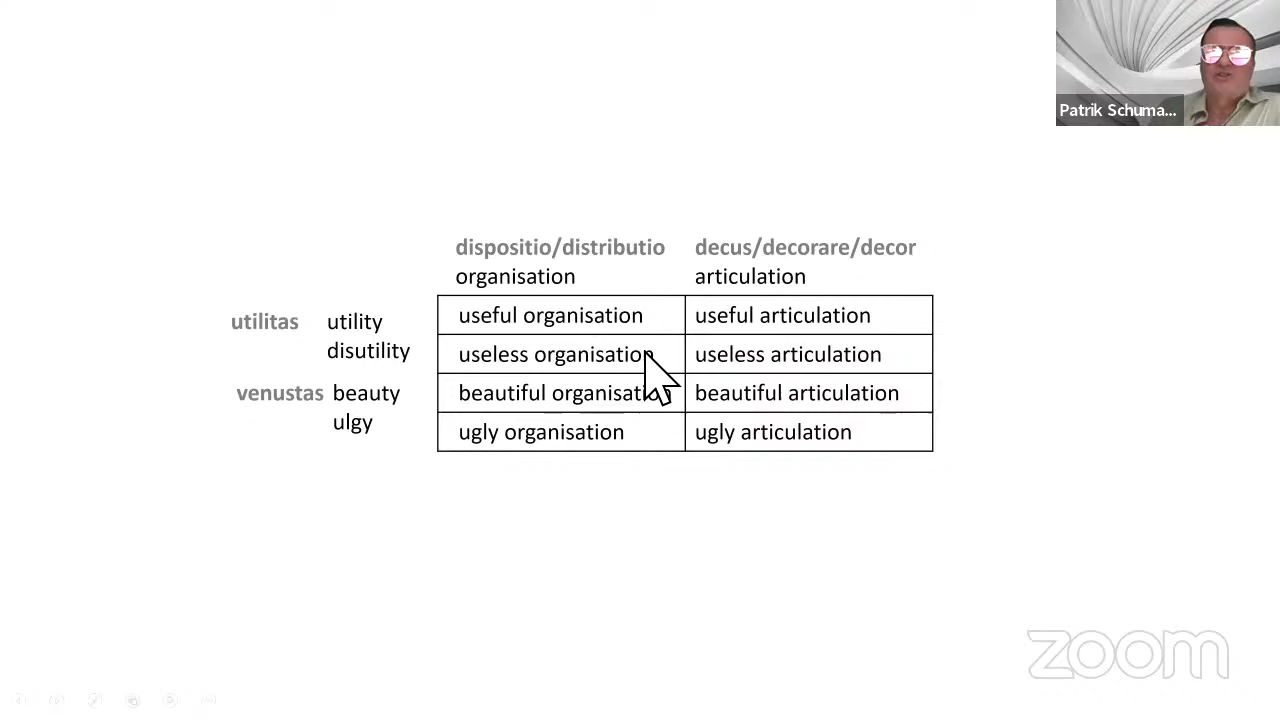 Patrik Schuma...
dispositio/distributio decus/decorare/decor
organisation articulation
utilitas utility useful organisation useful articulation
disutility useless organisation useless articulation
venustas beauty beautiful organisation beautiful articulation
ulgy ugly organisation ugly articulation
zoom